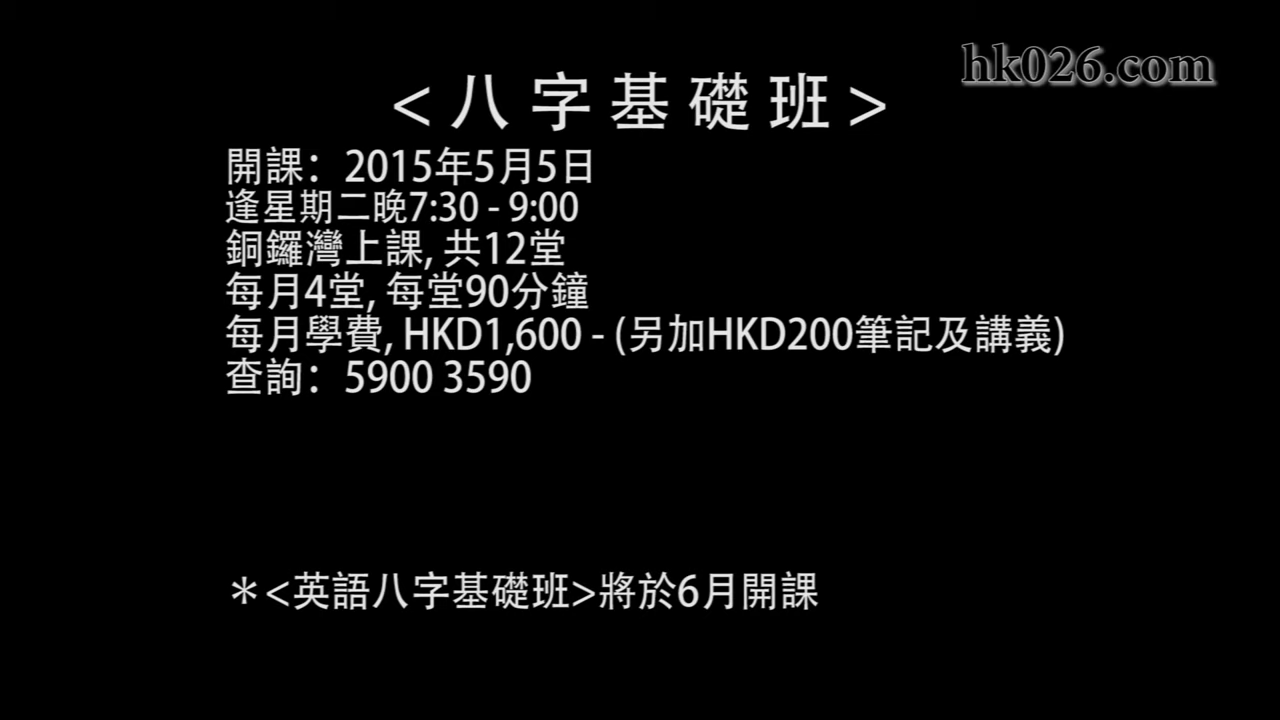 hk026.com
<八字基礎班>
開課：2015年5月5日
逢星期二晚7:30 - 9:00
銅鑼灣上課, 共12堂
每月4堂, 每堂90分鐘
每月學費, HKD1,600 - (另加HKD200筆記及講義)
查詢：5900 3590
＊<英語八字基礎班>將於6月開課